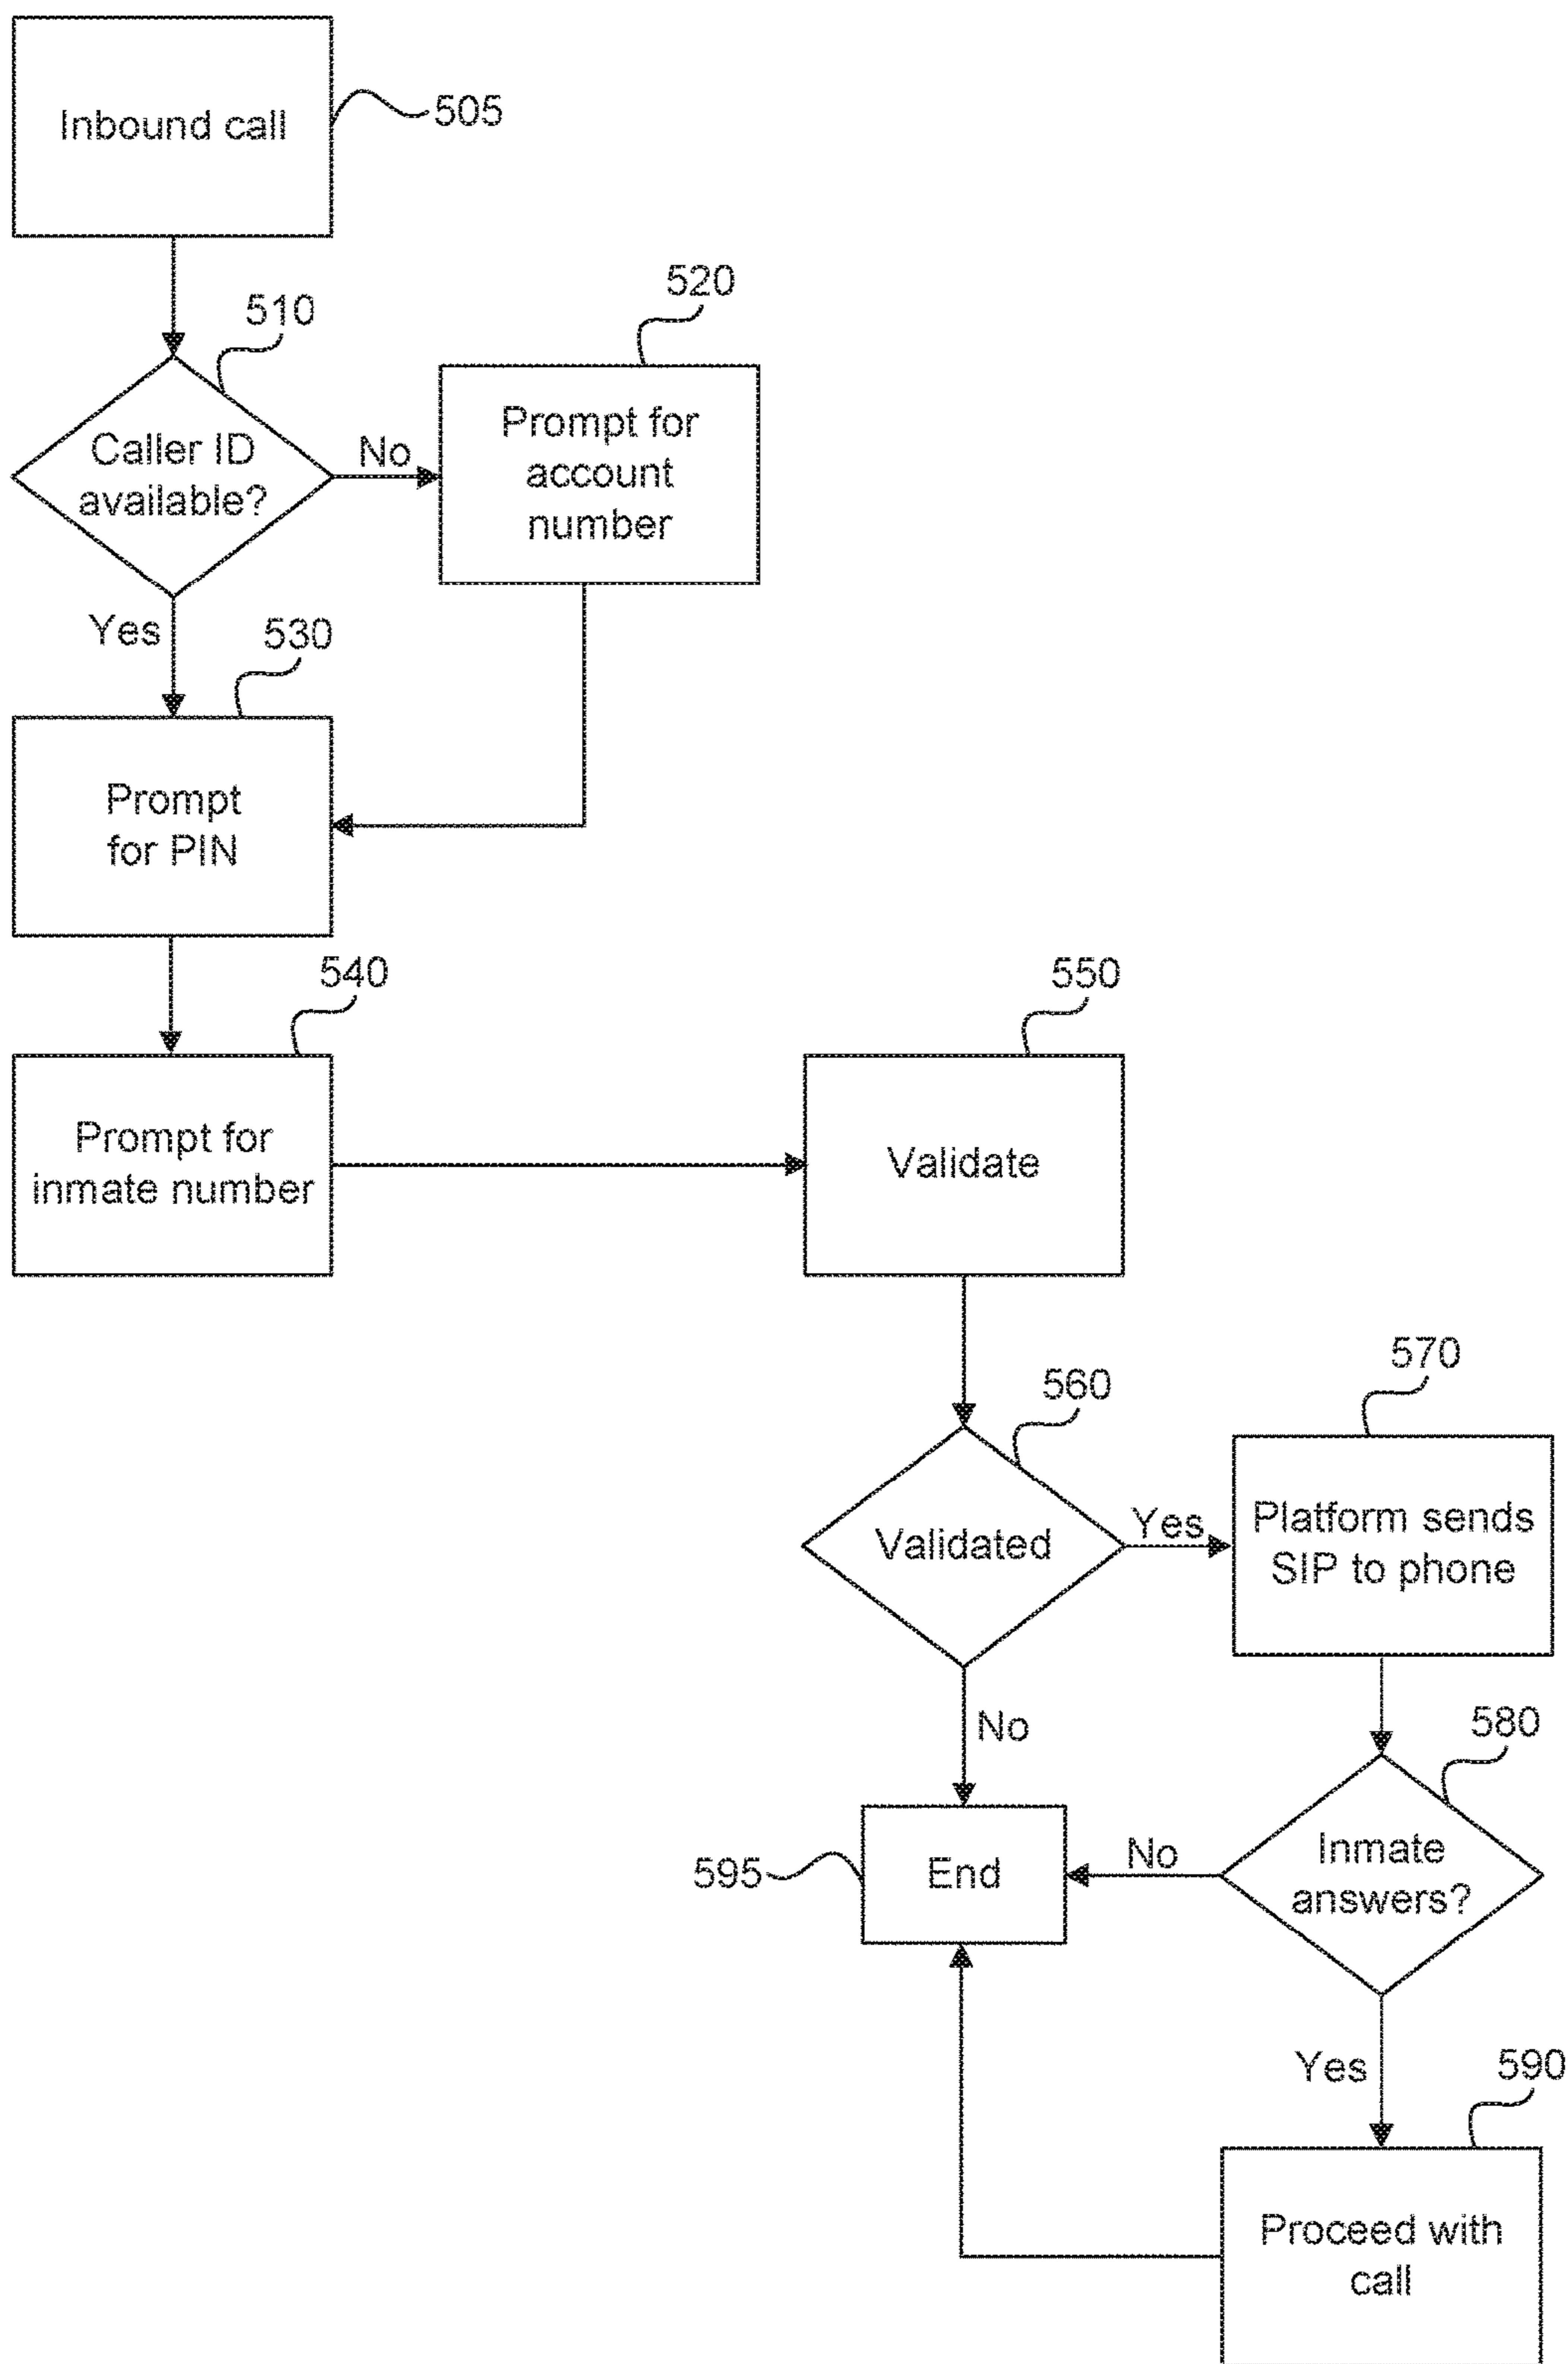 Inbound call
505
510
520
Caller ID
available?
No
Prompt for
account
number
Yes
530
Prompt
for PIN
540
550
Prompt for
inmate number
Validate
560
570
Validated
Yes
Platform sends
SIP to phone
No
580
595
End
No
Inmate
answers?
Yes
590
Proceed with
call